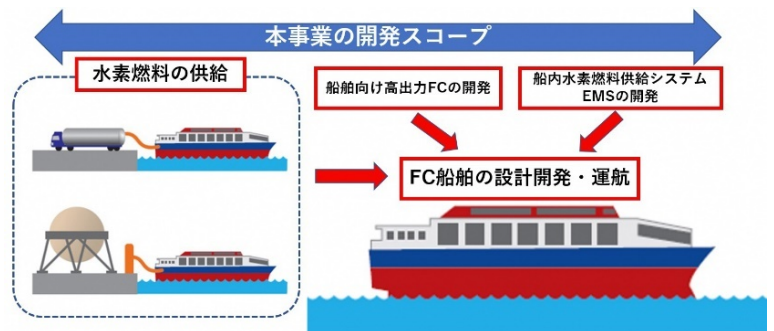 本事業の開発スコープ
水素燃料の供給
船舶向け高出力FCの開発
船内水素燃料供給システム
EMSの開発
FC船舶の設計開発・運航